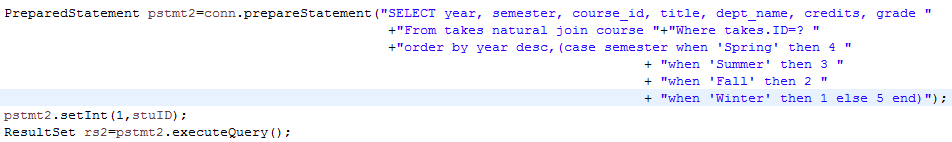 PreparedStatement pstmt2=conn.prepareStatement("SELECT year, semester, course_id, title, dept_name, credits, grade "
+"From takes natural join course "+"Where takes.ID=? "
+"order by year desc,(case semester when 'Spring' then 4 "
+ "when 'Summer' then 3 "
+ "when 'Fall' then 2 "
+ "when 'Winter' then 1 else 5 end)");
pstmt2.setInt(1,stuID);
ResultSet rs2=pstmt2.executeQuery();